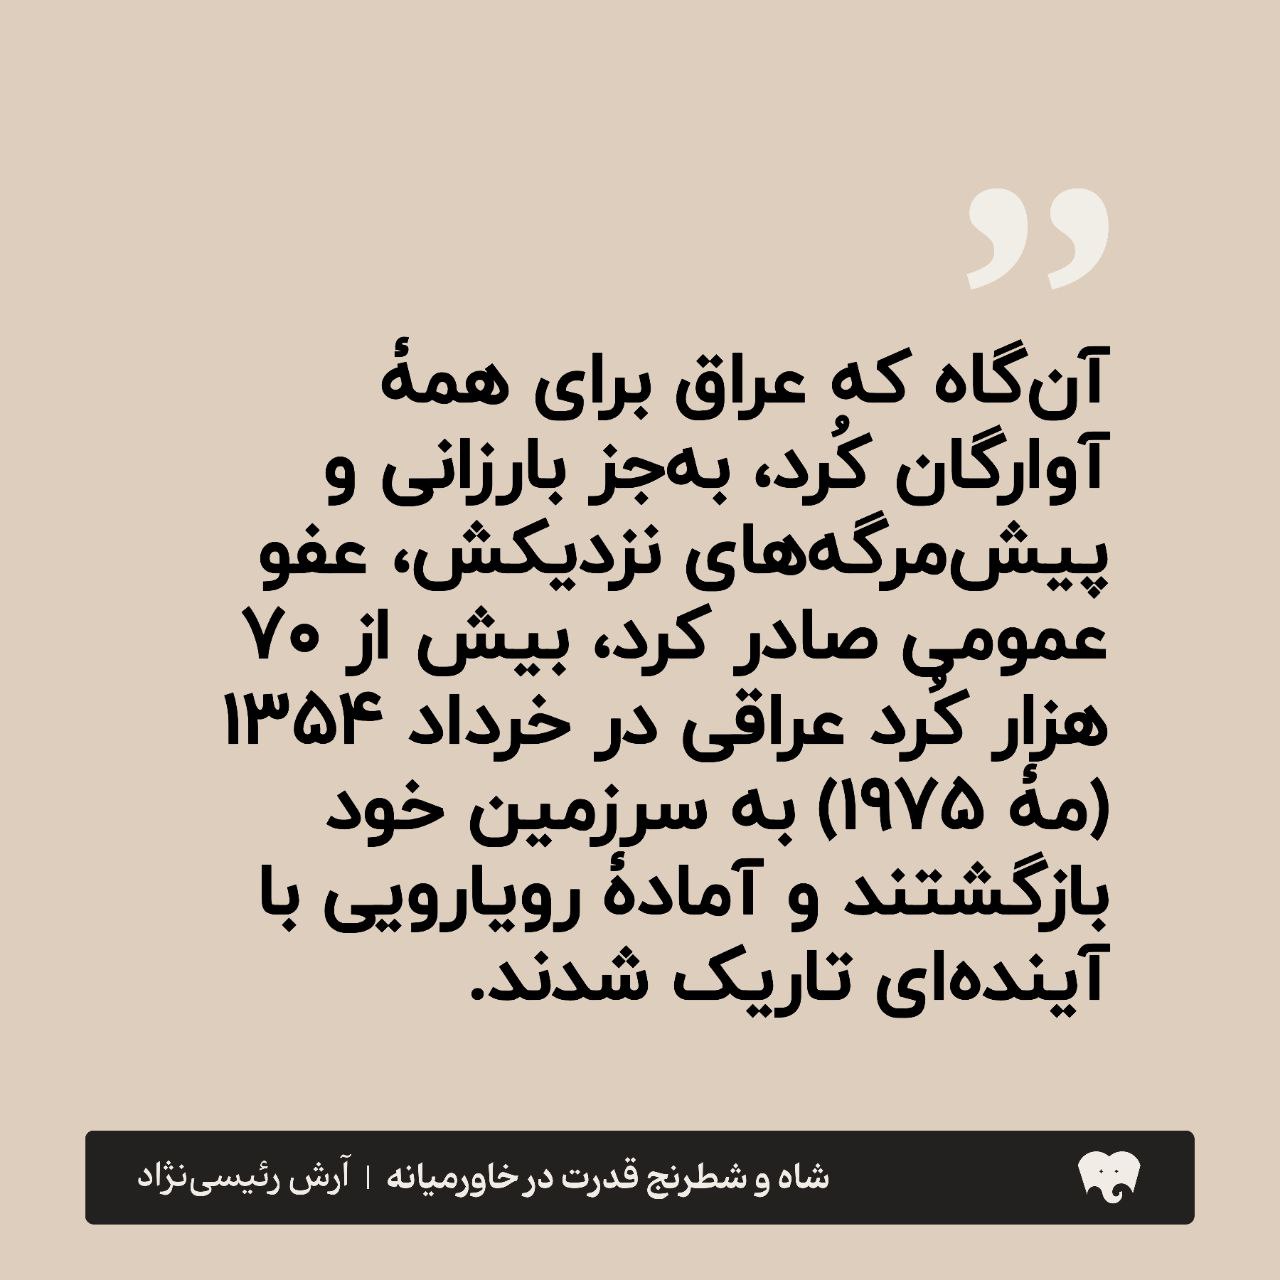 ”
آن‌گاه که عراق برای همهٔ
آوارگان کُرد، به‌جز بارزانی و
پیش‌مرگه‌های نزدیکش، عفو
عمومی صادر کرد، بیش از ۷۰
هزار کُرد عراقی در خرداد ۱۳۵۴
(مهٔ ۱۹۷۵) به سرزمین خود
بازگشتند و آمادهٔ رویارویی با
آینده‌ای تاریک شدند.
شاه و شطرنج قدرت در خاورمیانه | آرش رئیسی‌نژاد